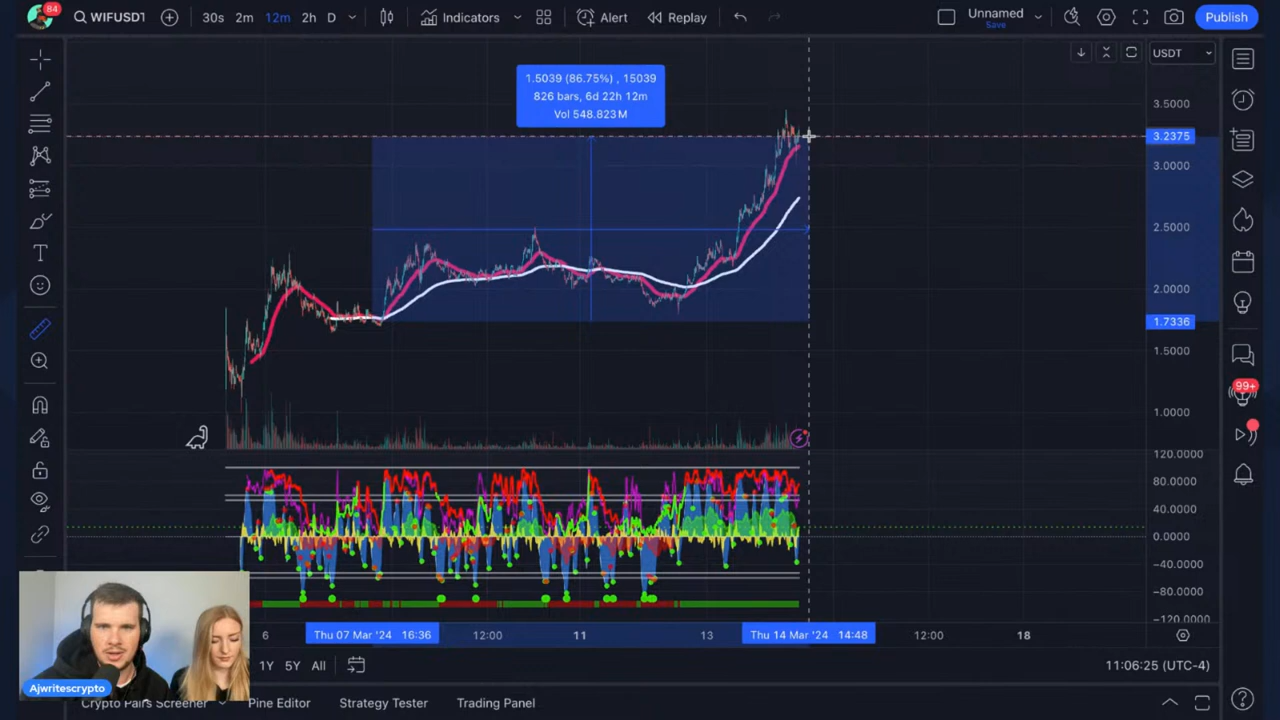 84
WIFUSDT
30s 2m 12m 2h D
Indicators
Alert
Replay
Unnamed
Save
Publish
USDT
1.5039 (86.75%) , 15039
826 bars, 6d 22h 12m
Vol 548.823M
3.5000
3.2375
3.0000
2.5000
2.0000
1.7336
1.5000
1.0000
120.0000
80.0000
40.0000
0.0000
−40.0000
−80.0000
−120.0000
99+
6
Thu 07 Mar '24 16:36
12:00
11
13
Thu 14 Mar '24 14:48
12:00
18
1Y 5Y All
11:06:25 (UTC-4)
Ajwritescrypto
Crypto Pairs Screener
Pine Editor
Strategy Tester
Trading Panel